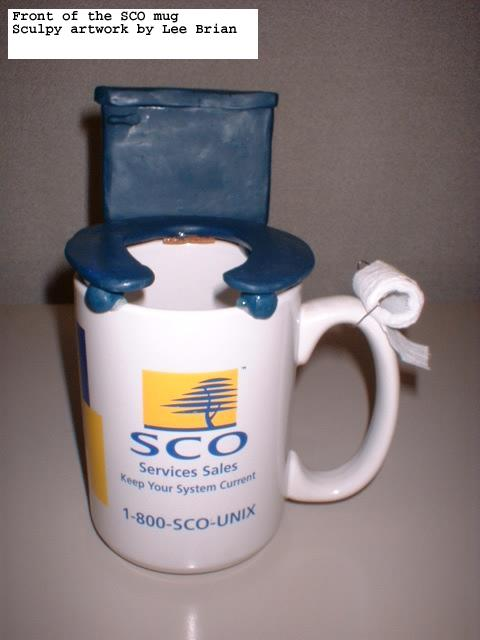 Front of the SCO mug
Sculpy artwork by Lee Brian
™
SCO
Services Sales
Keep Your System Current
1-800-SCO-UNIX